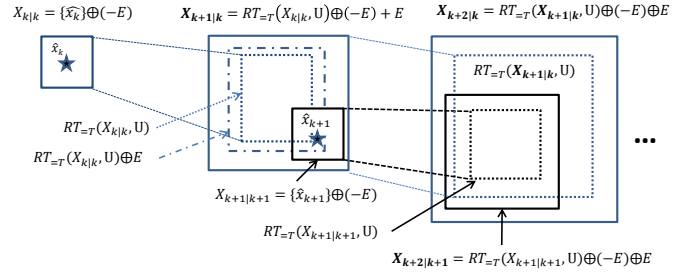 X_{k|k} = {x̂_k}⊕(−E)
X_{k+1|k} = RT_{=T}(X_{k|k}, U)⊕(−E) + E
X_{k+2|k} = RT_{=T}(X_{k+1|k}, U)⊕(−E)⊕E
x̂_k
RT_{=T}(X_{k+1|k}, U)
x̂_{k+1}
RT_{=T}(X_{k|k}, U)
RT_{=T}(X_{k|k}, U)⊕E
X_{k+1|k+1} = {x̂_{k+1}}⊕(−E)
RT_{=T}(X_{k+1|k+1}, U)
X_{k+2|k+1} = RT_{=T}(X_{k+1|k+1}, U)⊕(−E)⊕E
...